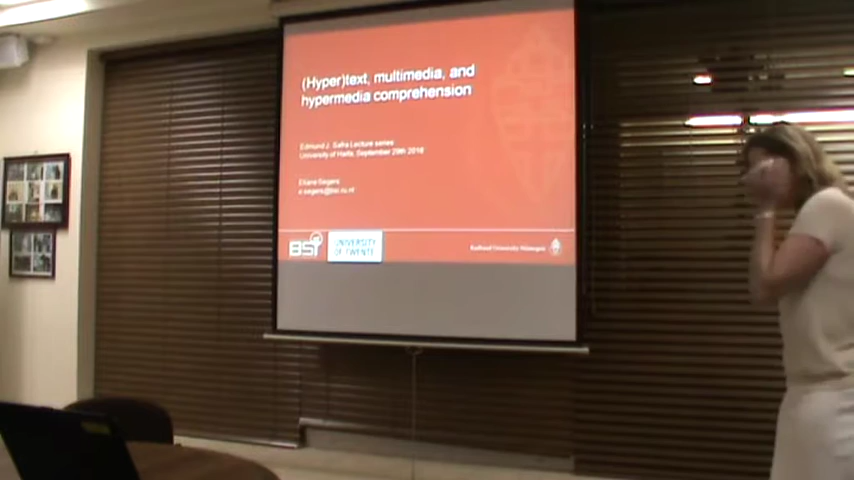 (Hyper)text, multimedia, and
hypermedia comprehension
Edmund J. Safra Lecture series
University of Haifa, September 29th 2016
Eliane Segers
e.segers@bsi.ru.nl
BSI
UNIVERSITY
OF TWENTE
Radboud University Nijmegen